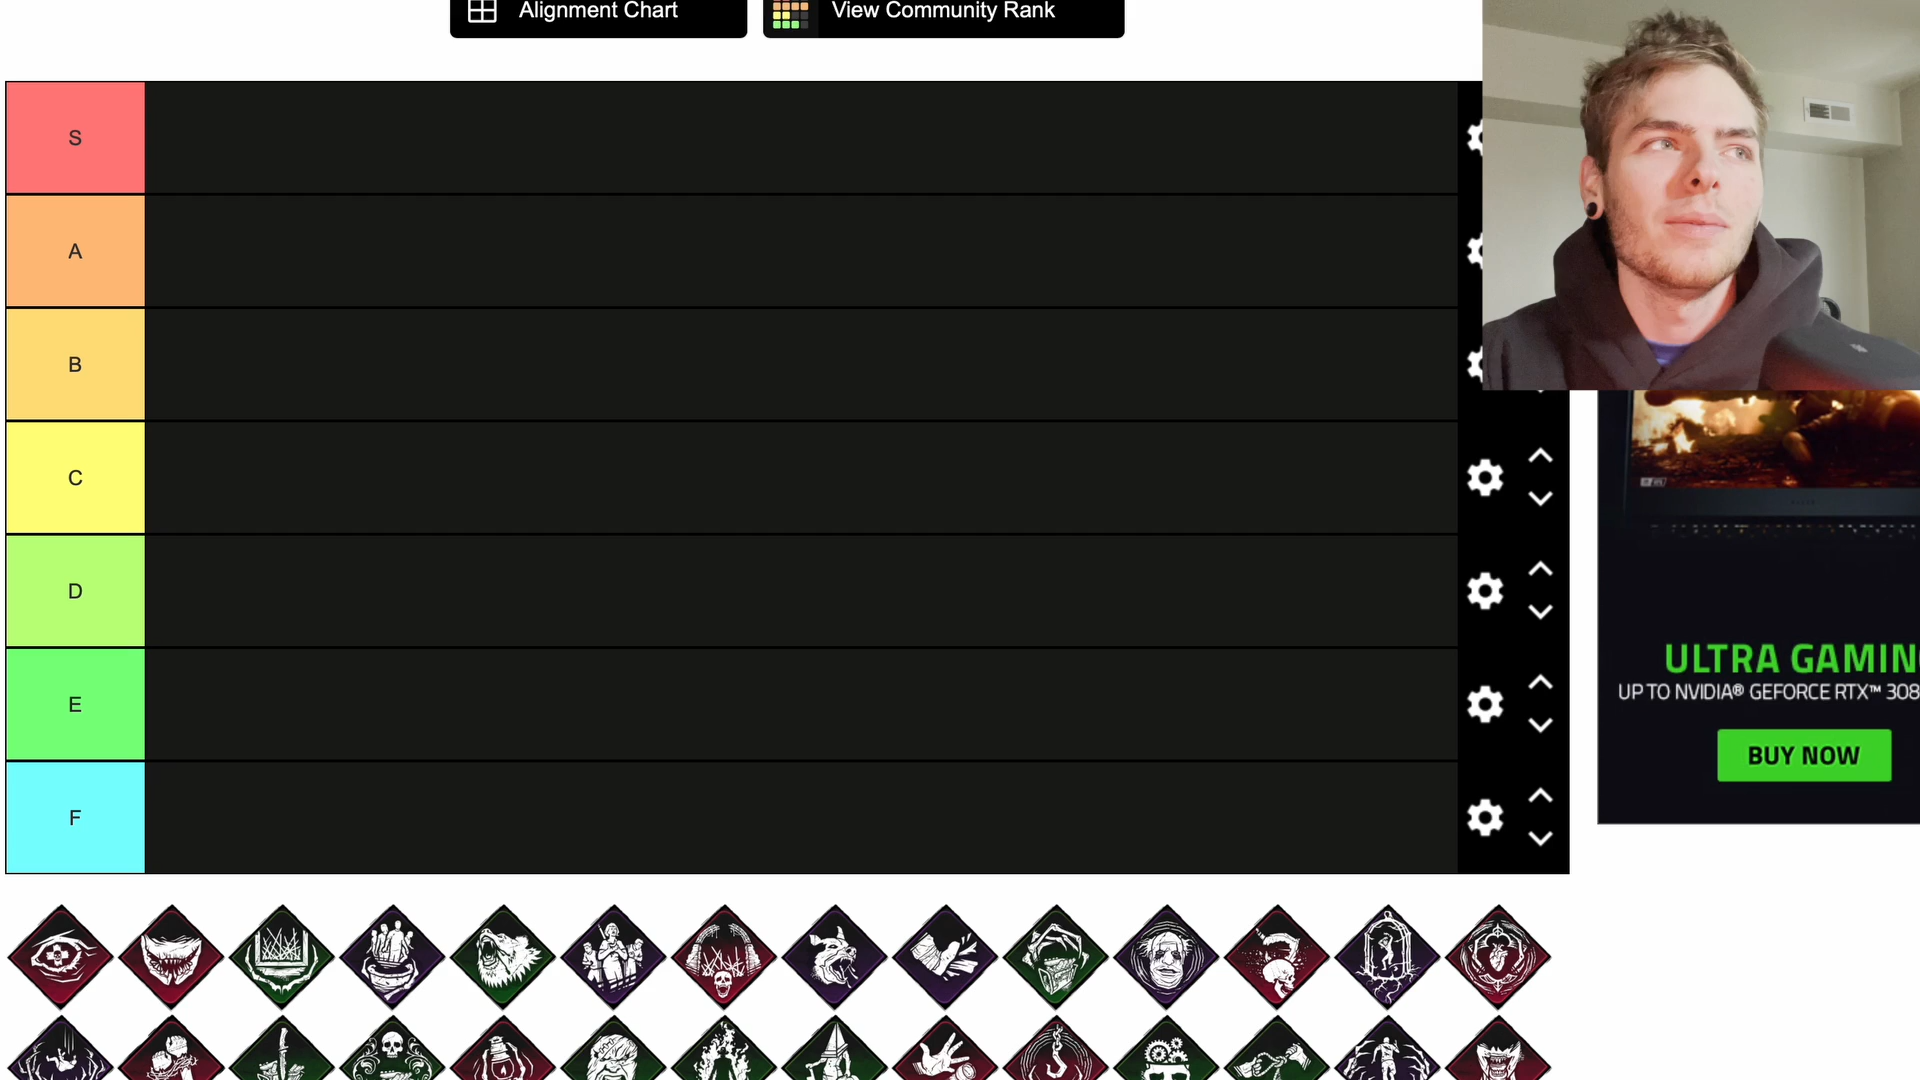 Alignment Chart
View Community Rank
S
A
B
C
D
E
F
ULTRA GAMIN
UP TO NVIDIA® GEFORCE RTX™ 308
BUY NOW